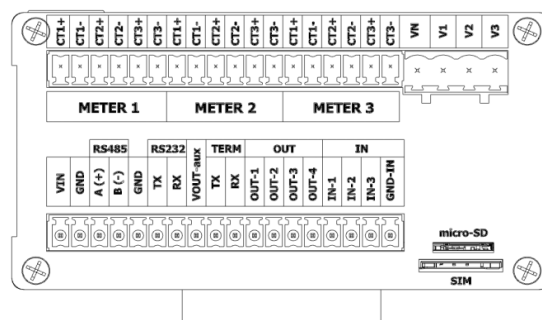 CT1+ CT1- CT2+ CT2- CT3+ CT3- CT1+ CT1- CT2+ CT2- CT3+ CT3- CT1+ CT1- CT2+ CT2- CT3+ CT3- VN V1 V2 V3
METER 1 METER 2 METER 3
RS485 RS232 TERM OUT IN
VIN GND A (+) B (-) GND TX RX VOUT-aux TX RX OUT-1 OUT-2 OUT-3 OUT-4 IN-1 IN-2 IN-3 GND-IN
micro-SD
SIM